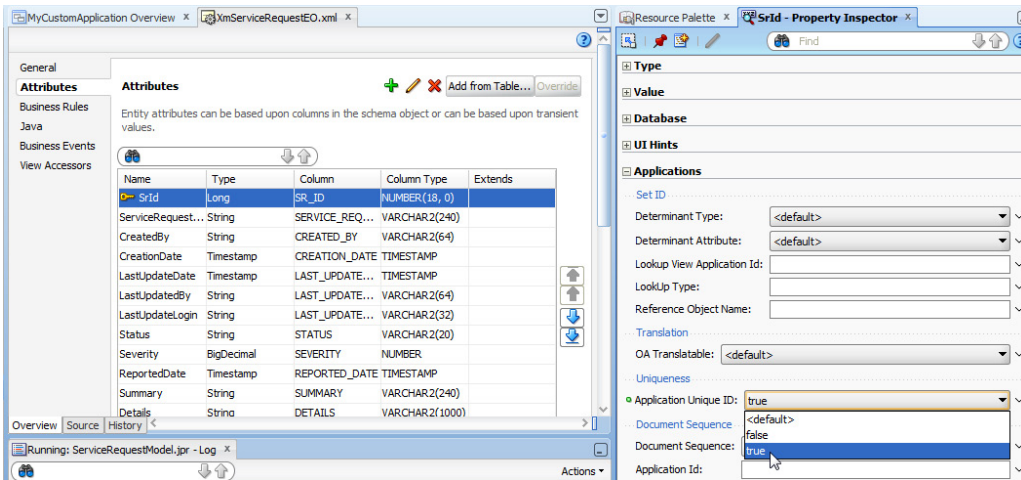 MyCustomApplication Overview
XmServiceRequestEO.xml
General
Attributes
Business Rules
Java
Business Events
View Accessors
Attributes
Add from Table... Override
Entity attributes can be based upon columns in the schema object or can be based upon transient
values.
Name Type Column Column Type Extends
SrId Long SR_ID NUMBER(18, 0)
ServiceRequest... String SERVICE_REQ... VARCHAR2(240)
CreatedBy String CREATED_BY VARCHAR2(64)
CreationDate Timestamp CREATION_DATE TIMESTAMP
LastUpdateDate Timestamp LAST_UPDATE... TIMESTAMP
LastUpdatedBy String LAST_UPDATE... VARCHAR2(64)
LastUpdateLogin String LAST_UPDATE... VARCHAR2(32)
Status String STATUS VARCHAR2(20)
Severity BigDecimal SEVERITY NUMBER
ReportedDate Timestamp REPORTED_DATE TIMESTAMP
Summary String SUMMARY VARCHAR2(240)
Details String DETAILS VARCHAR2(1000)
Overview Source History
Running: ServiceRequestModel.jpr - Log
Actions
Resource Palette
SrId - Property Inspector
Find
Type
Value
Database
UI Hints
Applications
Set ID
Determinant Type: <default>
Determinant Attribute: <default>
Lookup View Application Id:
LookUp Type:
Reference Object Name:
Translation
OA Translatable: <default>
Uniqueness
Application Unique ID: true
<default>
Document Sequence
false
Document Sequence: true
Application Id: